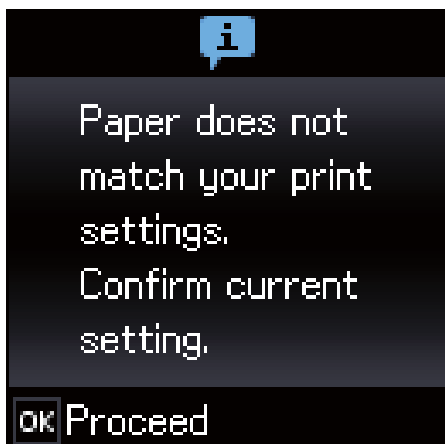 i
Paper does not
match your print
settings.
Confirm current
setting.
OK Proceed